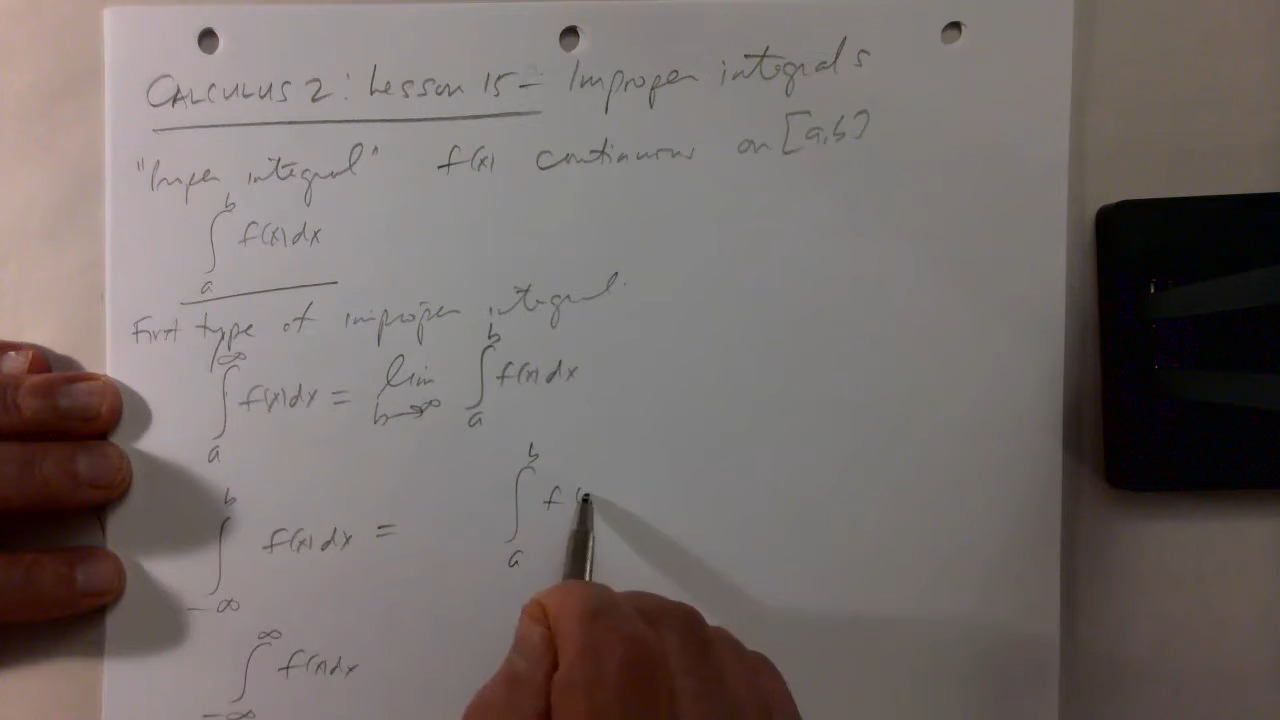 CALCULUS 2: Lesson 15 – Improper integrals
"Proper integral" f(x) continuous on [a,b]
∫_a^b f(x)dx
First type of improper integral.
∫_a^∞ f(x)dx = lim_{b→∞} ∫_a^b f(x)dx
∫_{-∞}^b f(x)dx = ∫_a^b f(
∫_{-∞}^∞ f(x)dx